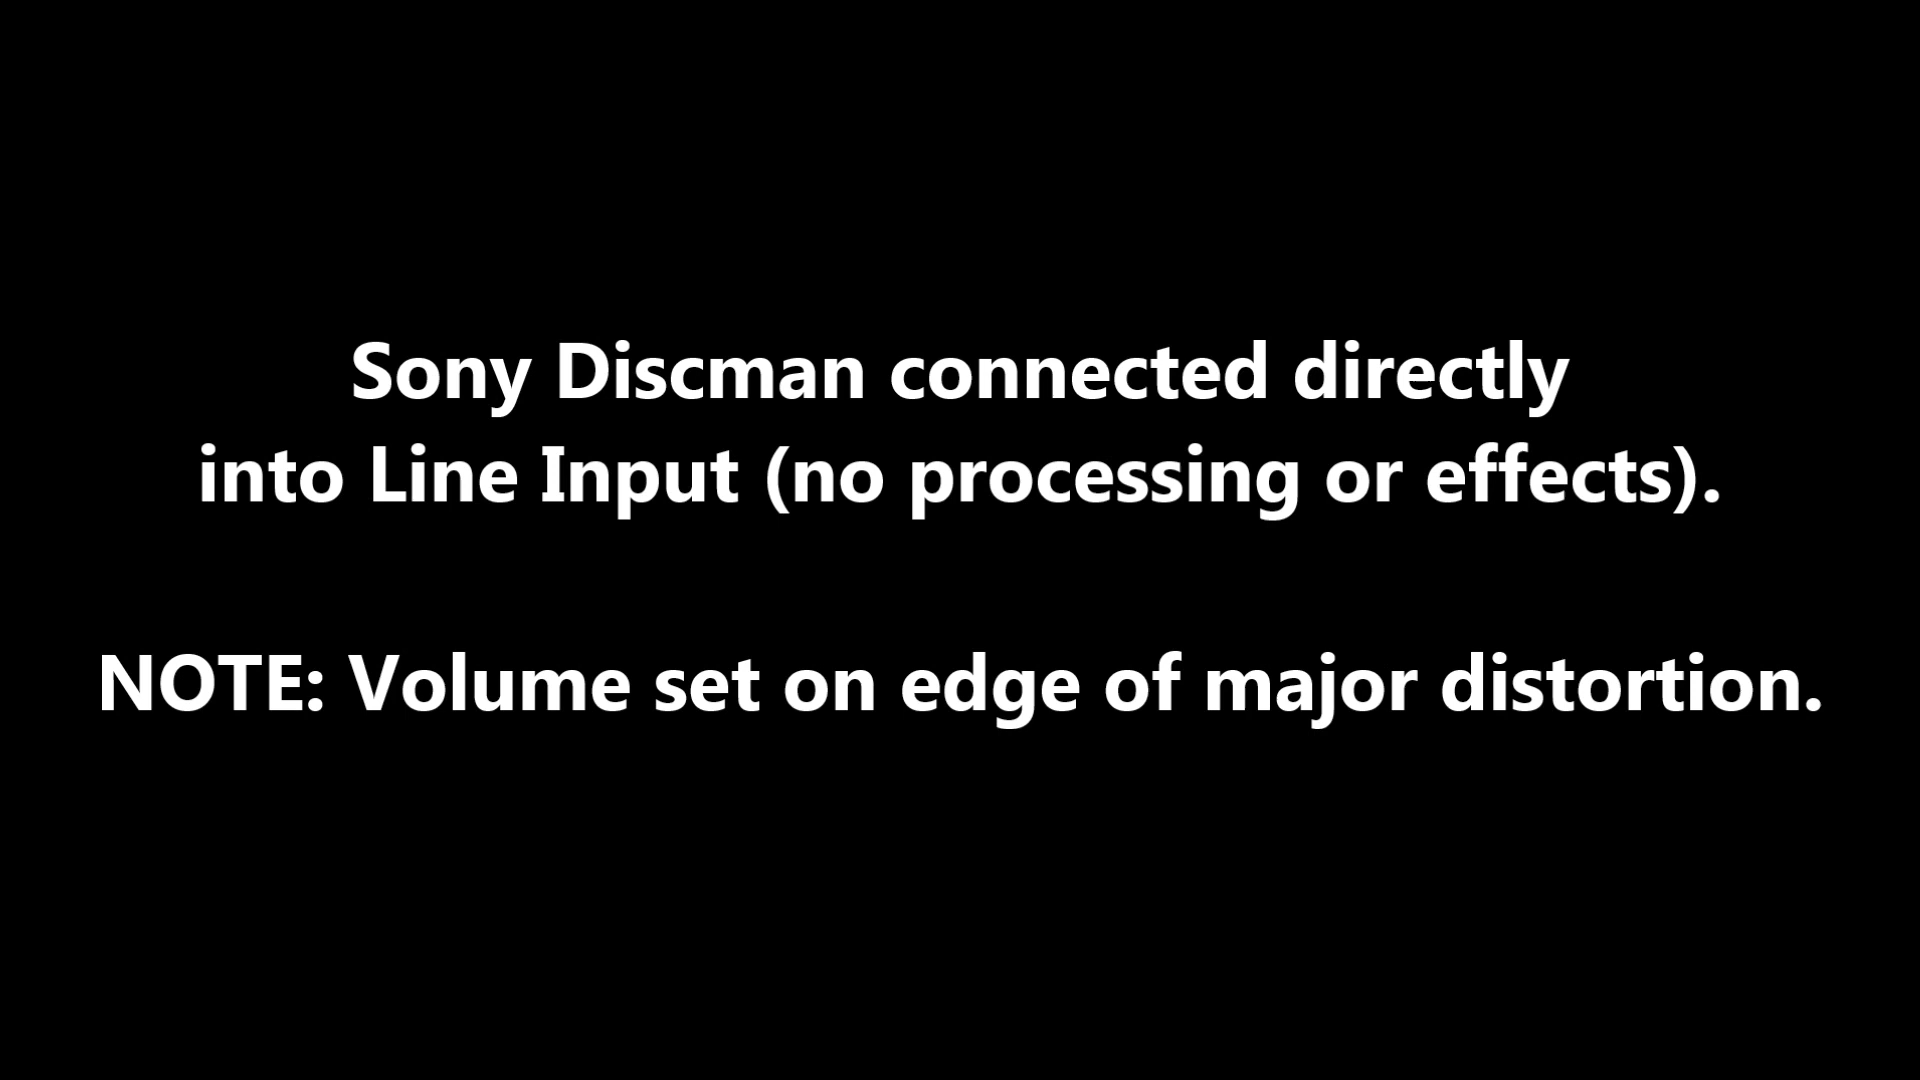 Sony Discman connected directly
into Line Input (no processing or effects).
NOTE: Volume set on edge of major distortion.